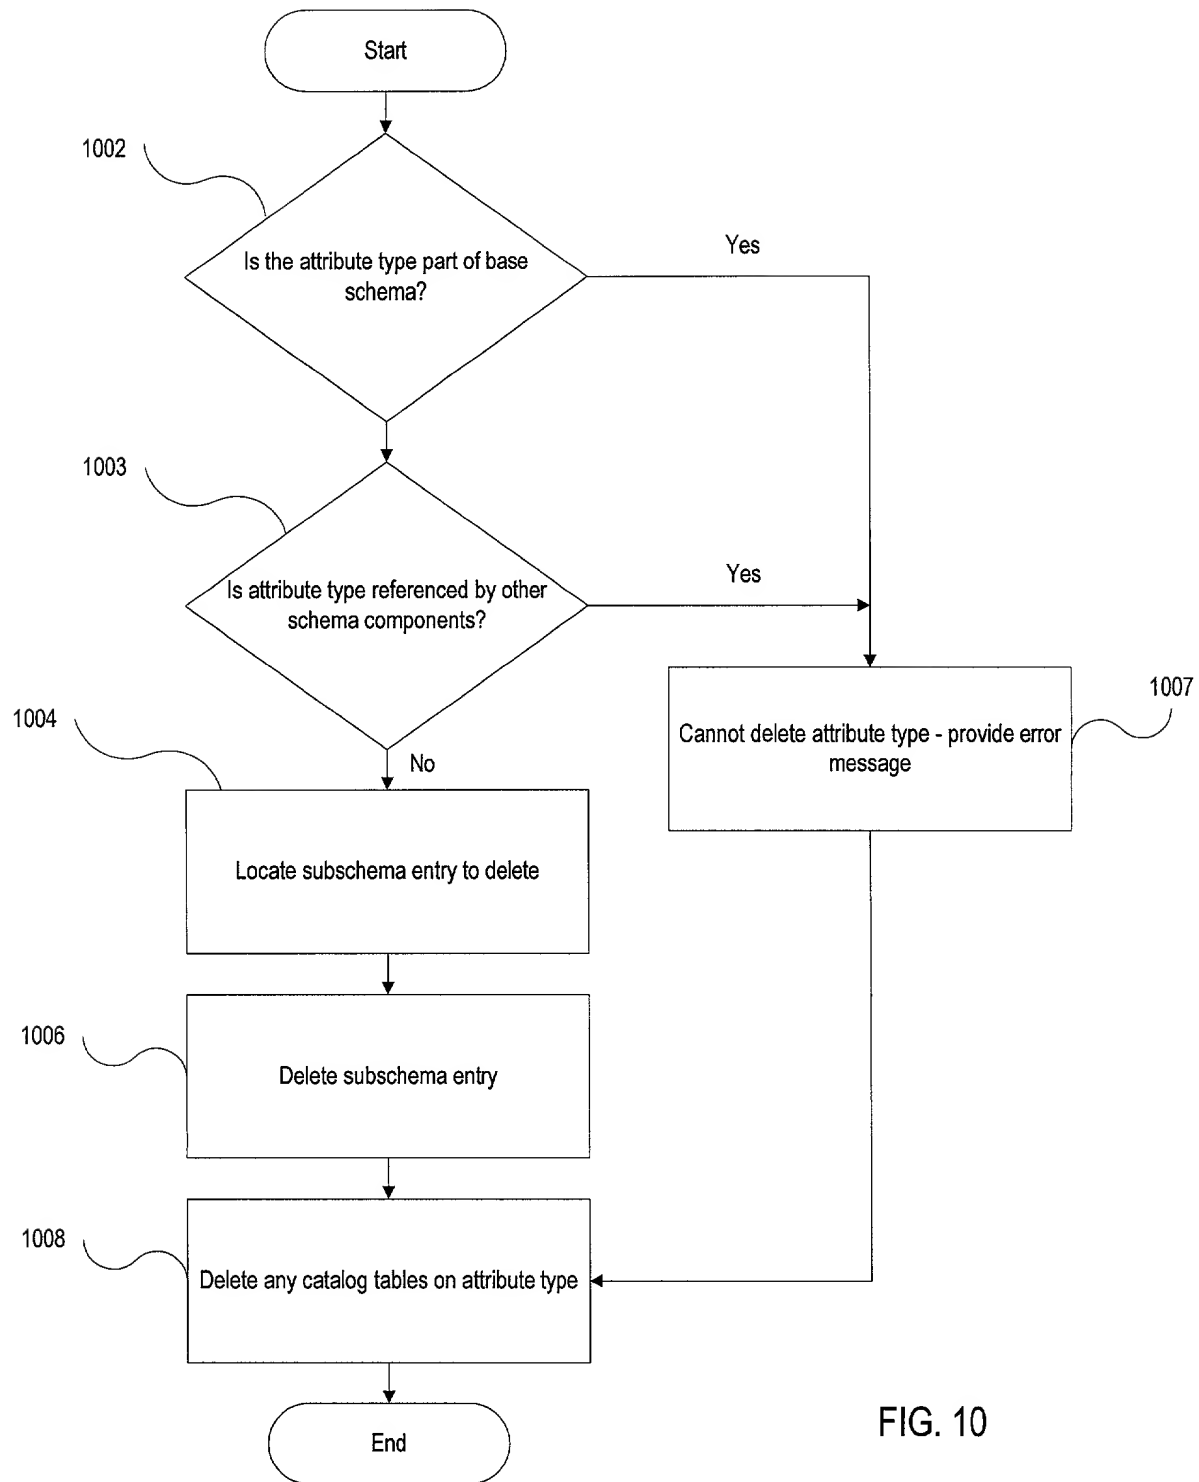 Start
1002
Is the attribute type part of base
schema?
Yes
1003
Is attribute type referenced by other
schema components?
Yes
1004
No
1007
Cannot delete attribute type - provide error
message
Locate subschema entry to delete
1006
Delete subschema entry
1008
Delete any catalog tables on attribute type
End
FIG. 10